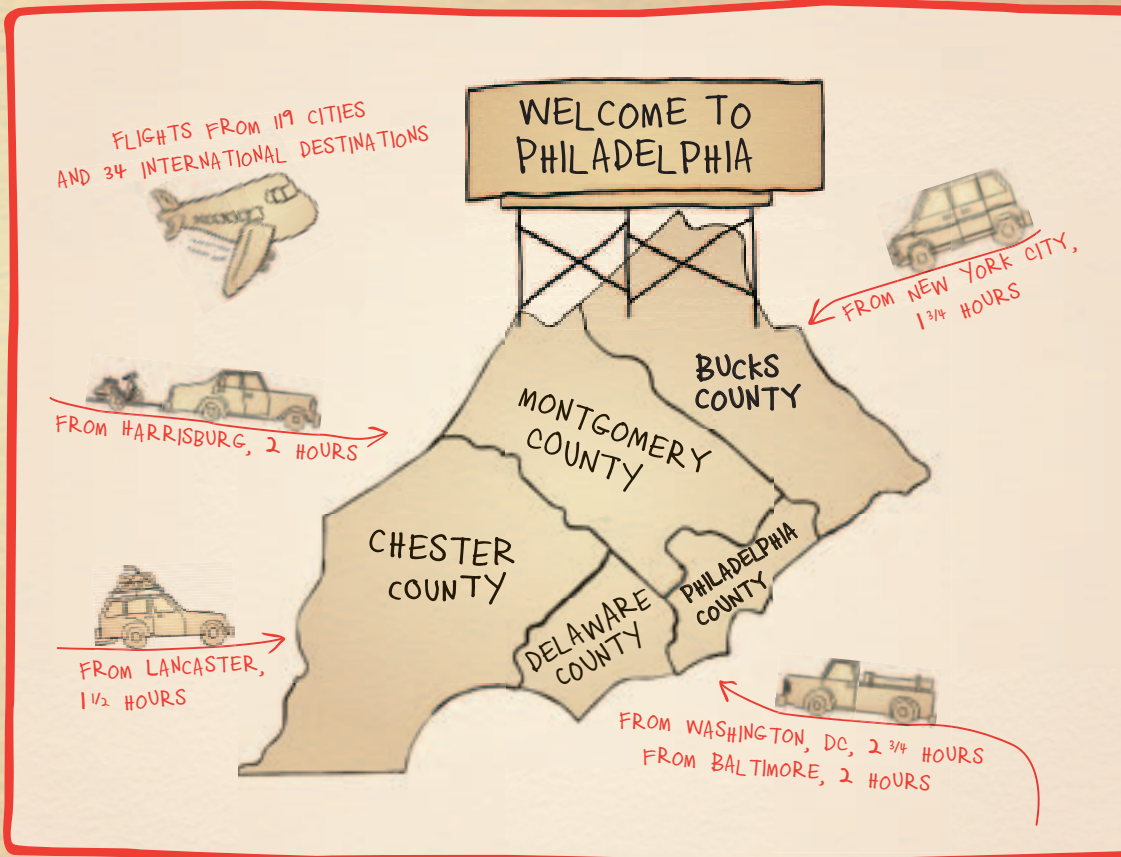 WELCOME TO
PHILADELPHIA
FLIGHTS FROM 119 CITIES
AND 34 INTERNATIONAL DESTINATIONS
FROM NEW YORK CITY,
1 3/4 HOURS
BUCKS
COUNTY
MONTGOMERY
COUNTY
FROM HARRISBURG, 2 HOURS
CHESTER
COUNTY
PHILADELPHIA
COUNTY
DELAWARE
COUNTY
FROM LANCASTER,
1 1/2 HOURS
FROM WASHINGTON, DC, 2 3/4 HOURS
FROM BALTIMORE, 2 HOURS